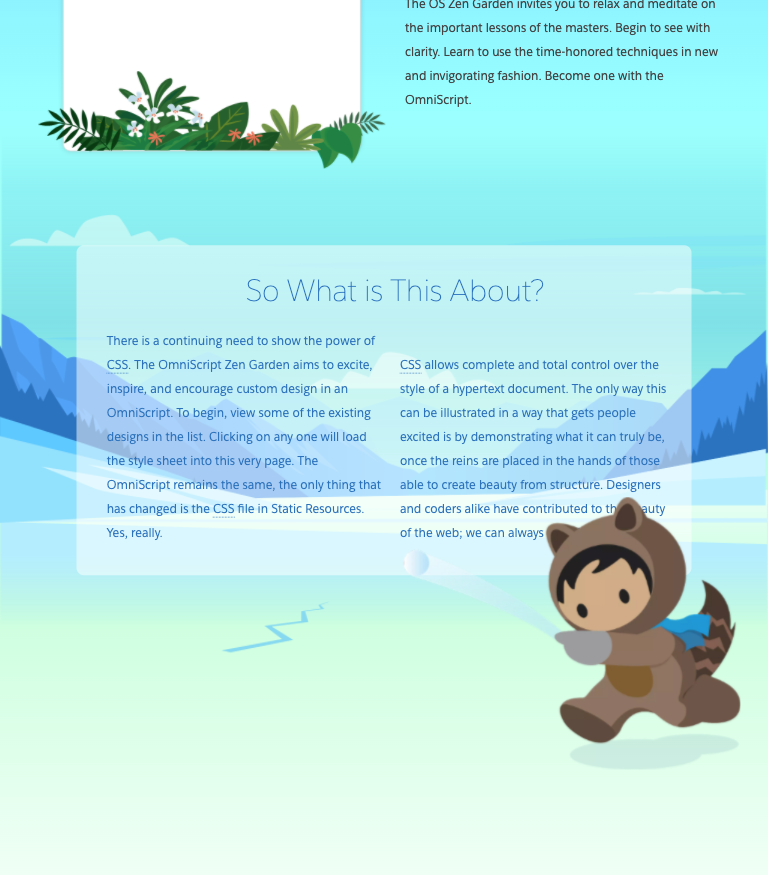 The OS Zen Garden invites you to relax and meditate on
the important lessons of the masters. Begin to see with
clarity. Learn to use the time-honored techniques in new
and invigorating fashion. Become one with the
OmniScript.
So What is This About?
There is a continuing need to show the power of
CSS. The OmniScript Zen Garden aims to excite,
inspire, and encourage custom design in an
OmniScript. To begin, view some of the existing
designs in the list. Clicking on any one will load
the style sheet into this very page. The
OmniScript remains the same, the only thing that
has changed is the CSS file in Static Resources.
Yes, really.
CSS allows complete and total control over the
style of a hypertext document. The only way this
can be illustrated in a way that gets people
excited is by demonstrating what it can truly be,
once the reins are placed in the hands of those
able to create beauty from structure. Designers
and coders alike have contributed to the
of the web; we can always